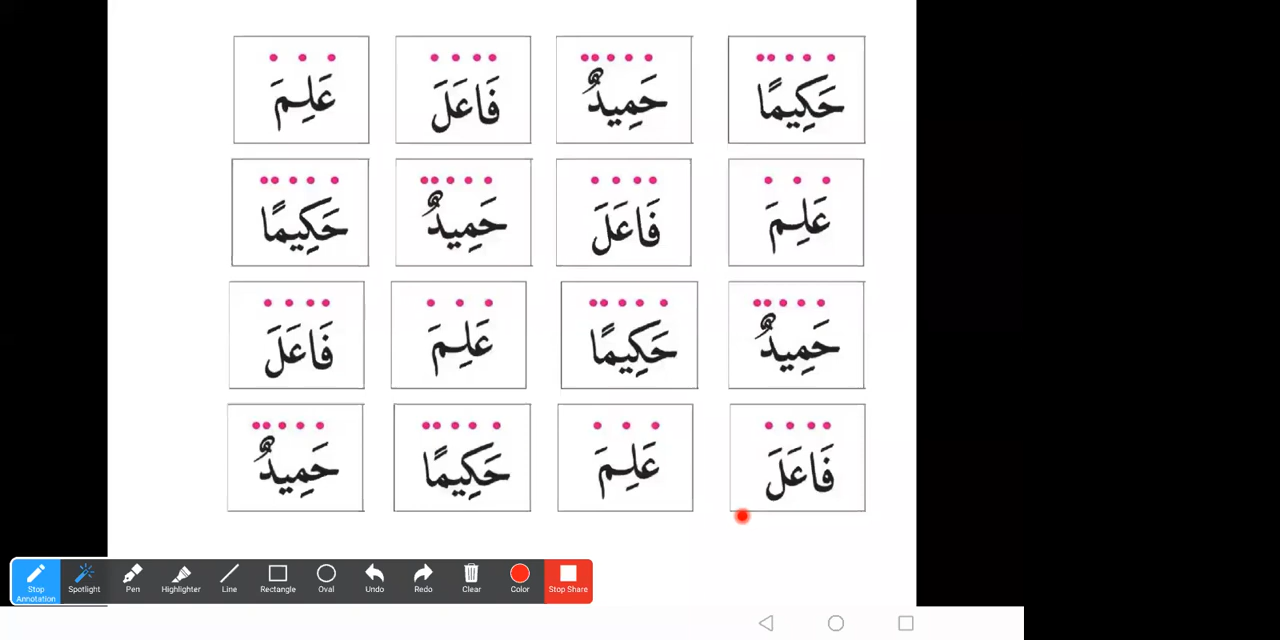 حَكِيمًا حَمِيدٌ فَاعَلَ عَلِمَ
عَلِمَ فَاعَلَ حَمِيدٌ حَكِيمًا
حَمِيدٌ حَكِيمًا عَلِمَ فَاعَلَ
فَاعَلَ عَلِمَ حَكِيمًا حَمِيدٌ
Stop Annotation Spotlight Pen Highlighter Line Rectangle Oval Undo Redo Clear Color Stop Share